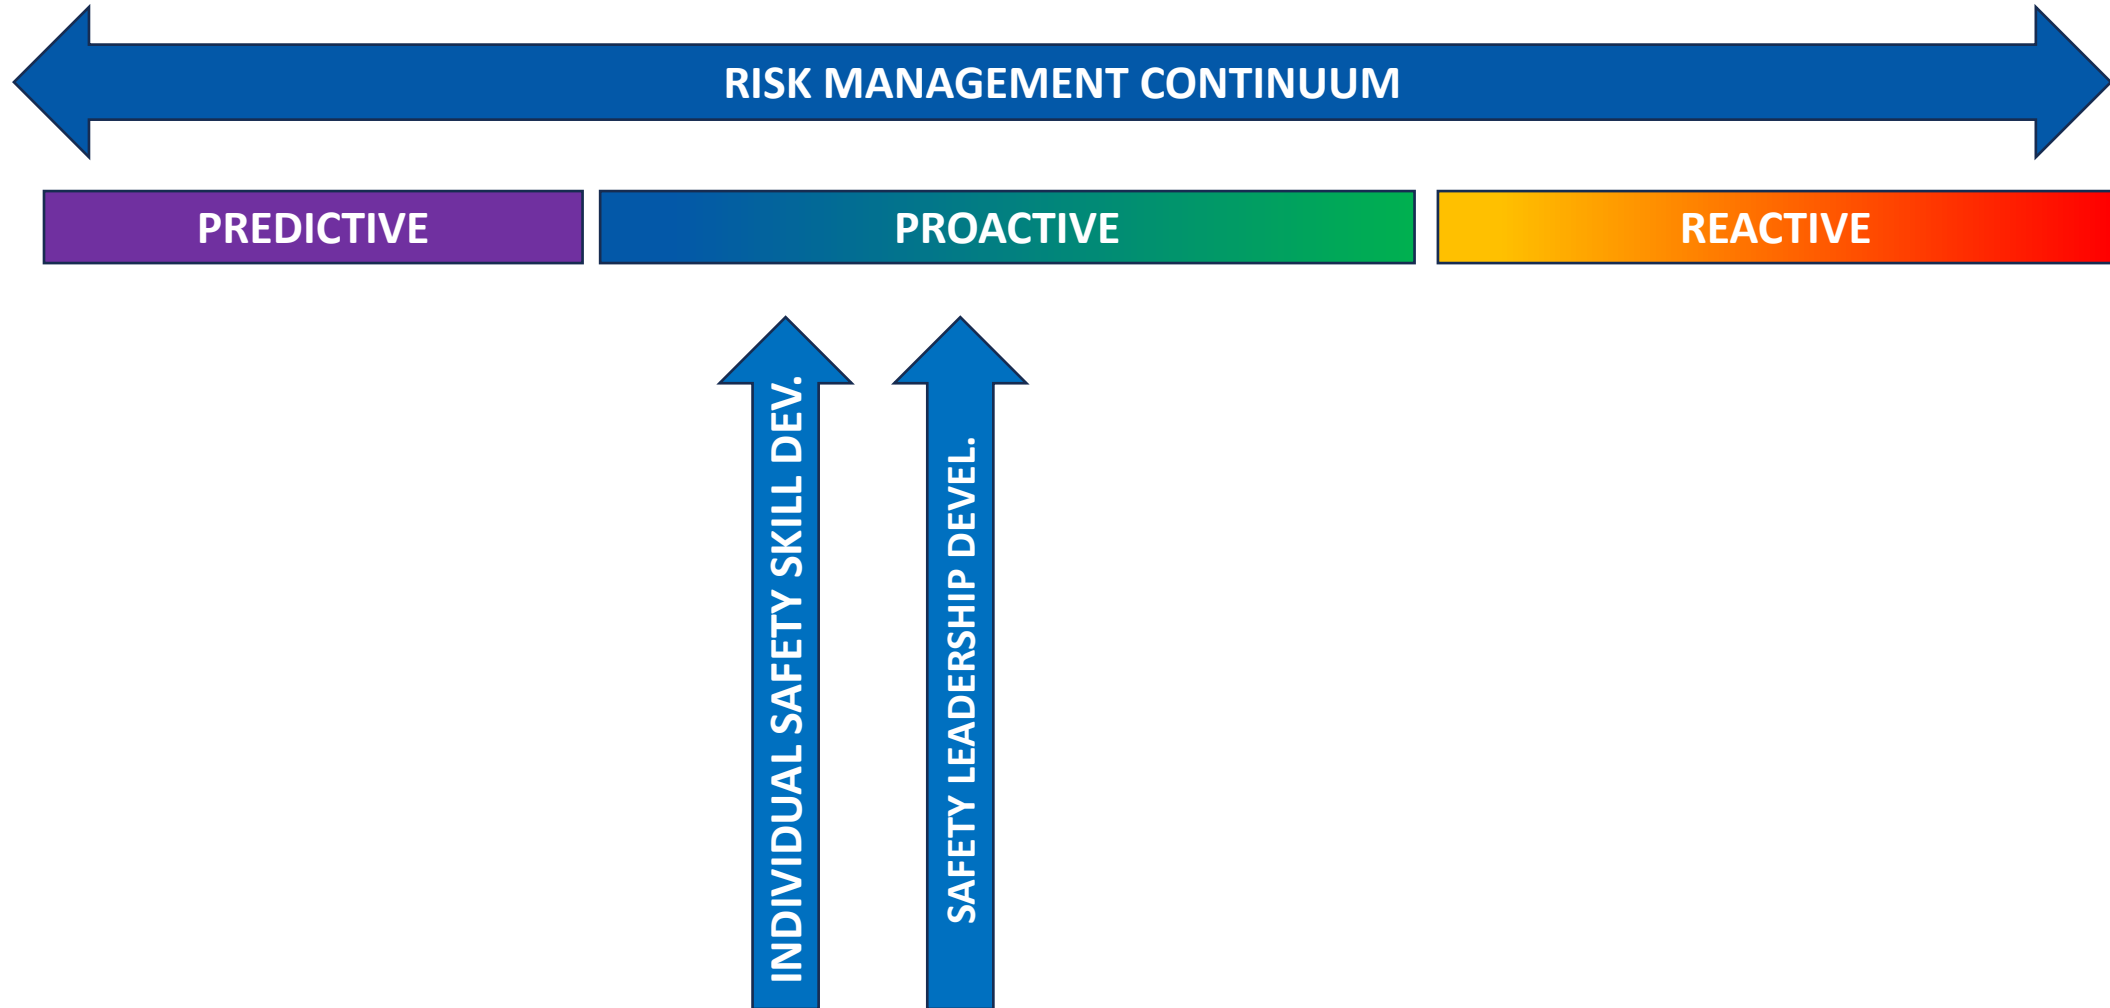 RISK MANAGEMENT CONTINUUM
PREDICTIVE
PROACTIVE
REACTIVE
INDIVIDUAL SAFETY SKILL DEV.
SAFETY LEADERSHIP DEVEL.